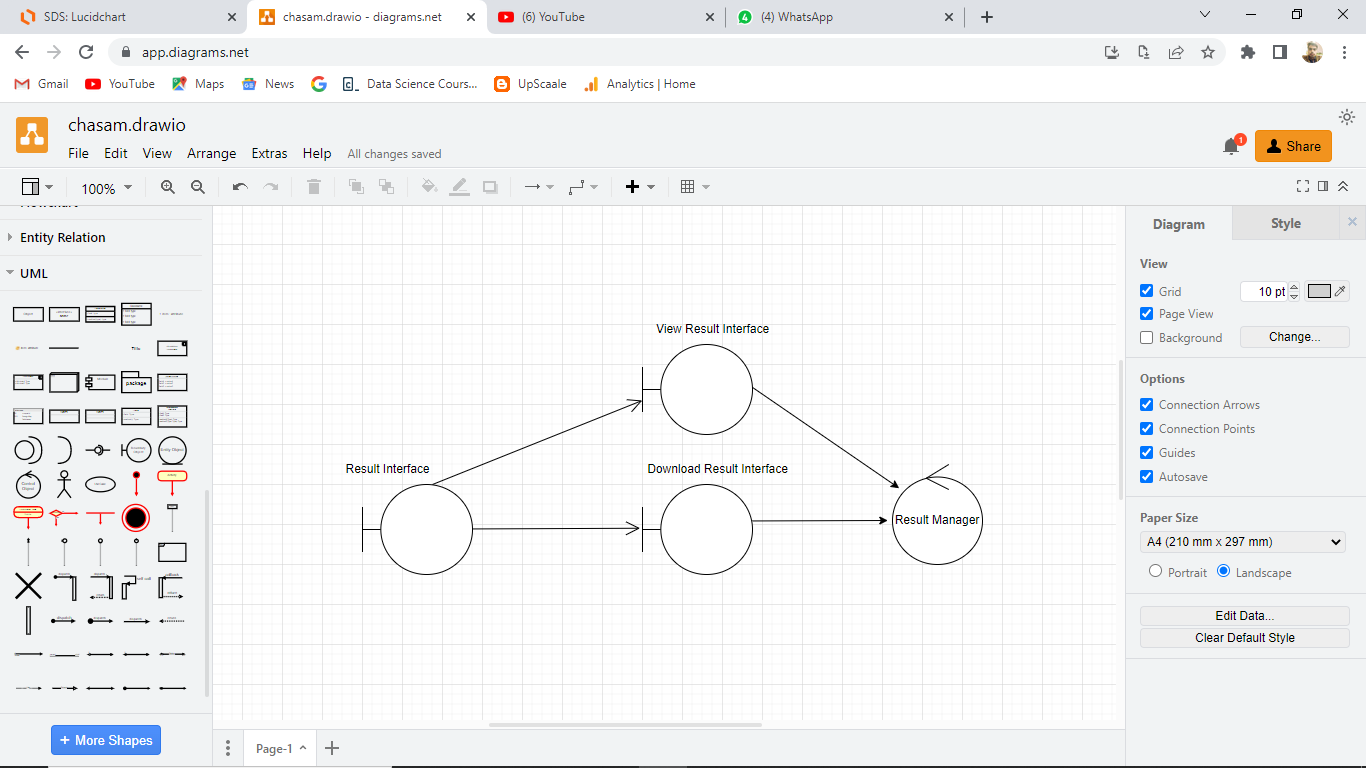 SDS: Lucidchart
chasam.drawio - diagrams.net
(6) YouTube
(4) WhatsApp
app.diagrams.net
Gmail
YouTube
Maps
News
Data Science Cours...
UpScaale
Analytics | Home
chasam.drawio
File Edit View Arrange Extras Help All changes saved
1
Share
100%
Entity Relation
UML
Title
package
More Shapes
View Result Interface
Result Interface
Download Result Interface
Result Manager
Page-1
Diagram
Style
View
Grid
10 pt
Page View
Background
Change...
Options
Connection Arrows
Connection Points
Guides
Autosave
Paper Size
A4 (210 mm x 297 mm)
Portrait
Landscape
Edit Data...
Clear Default Style